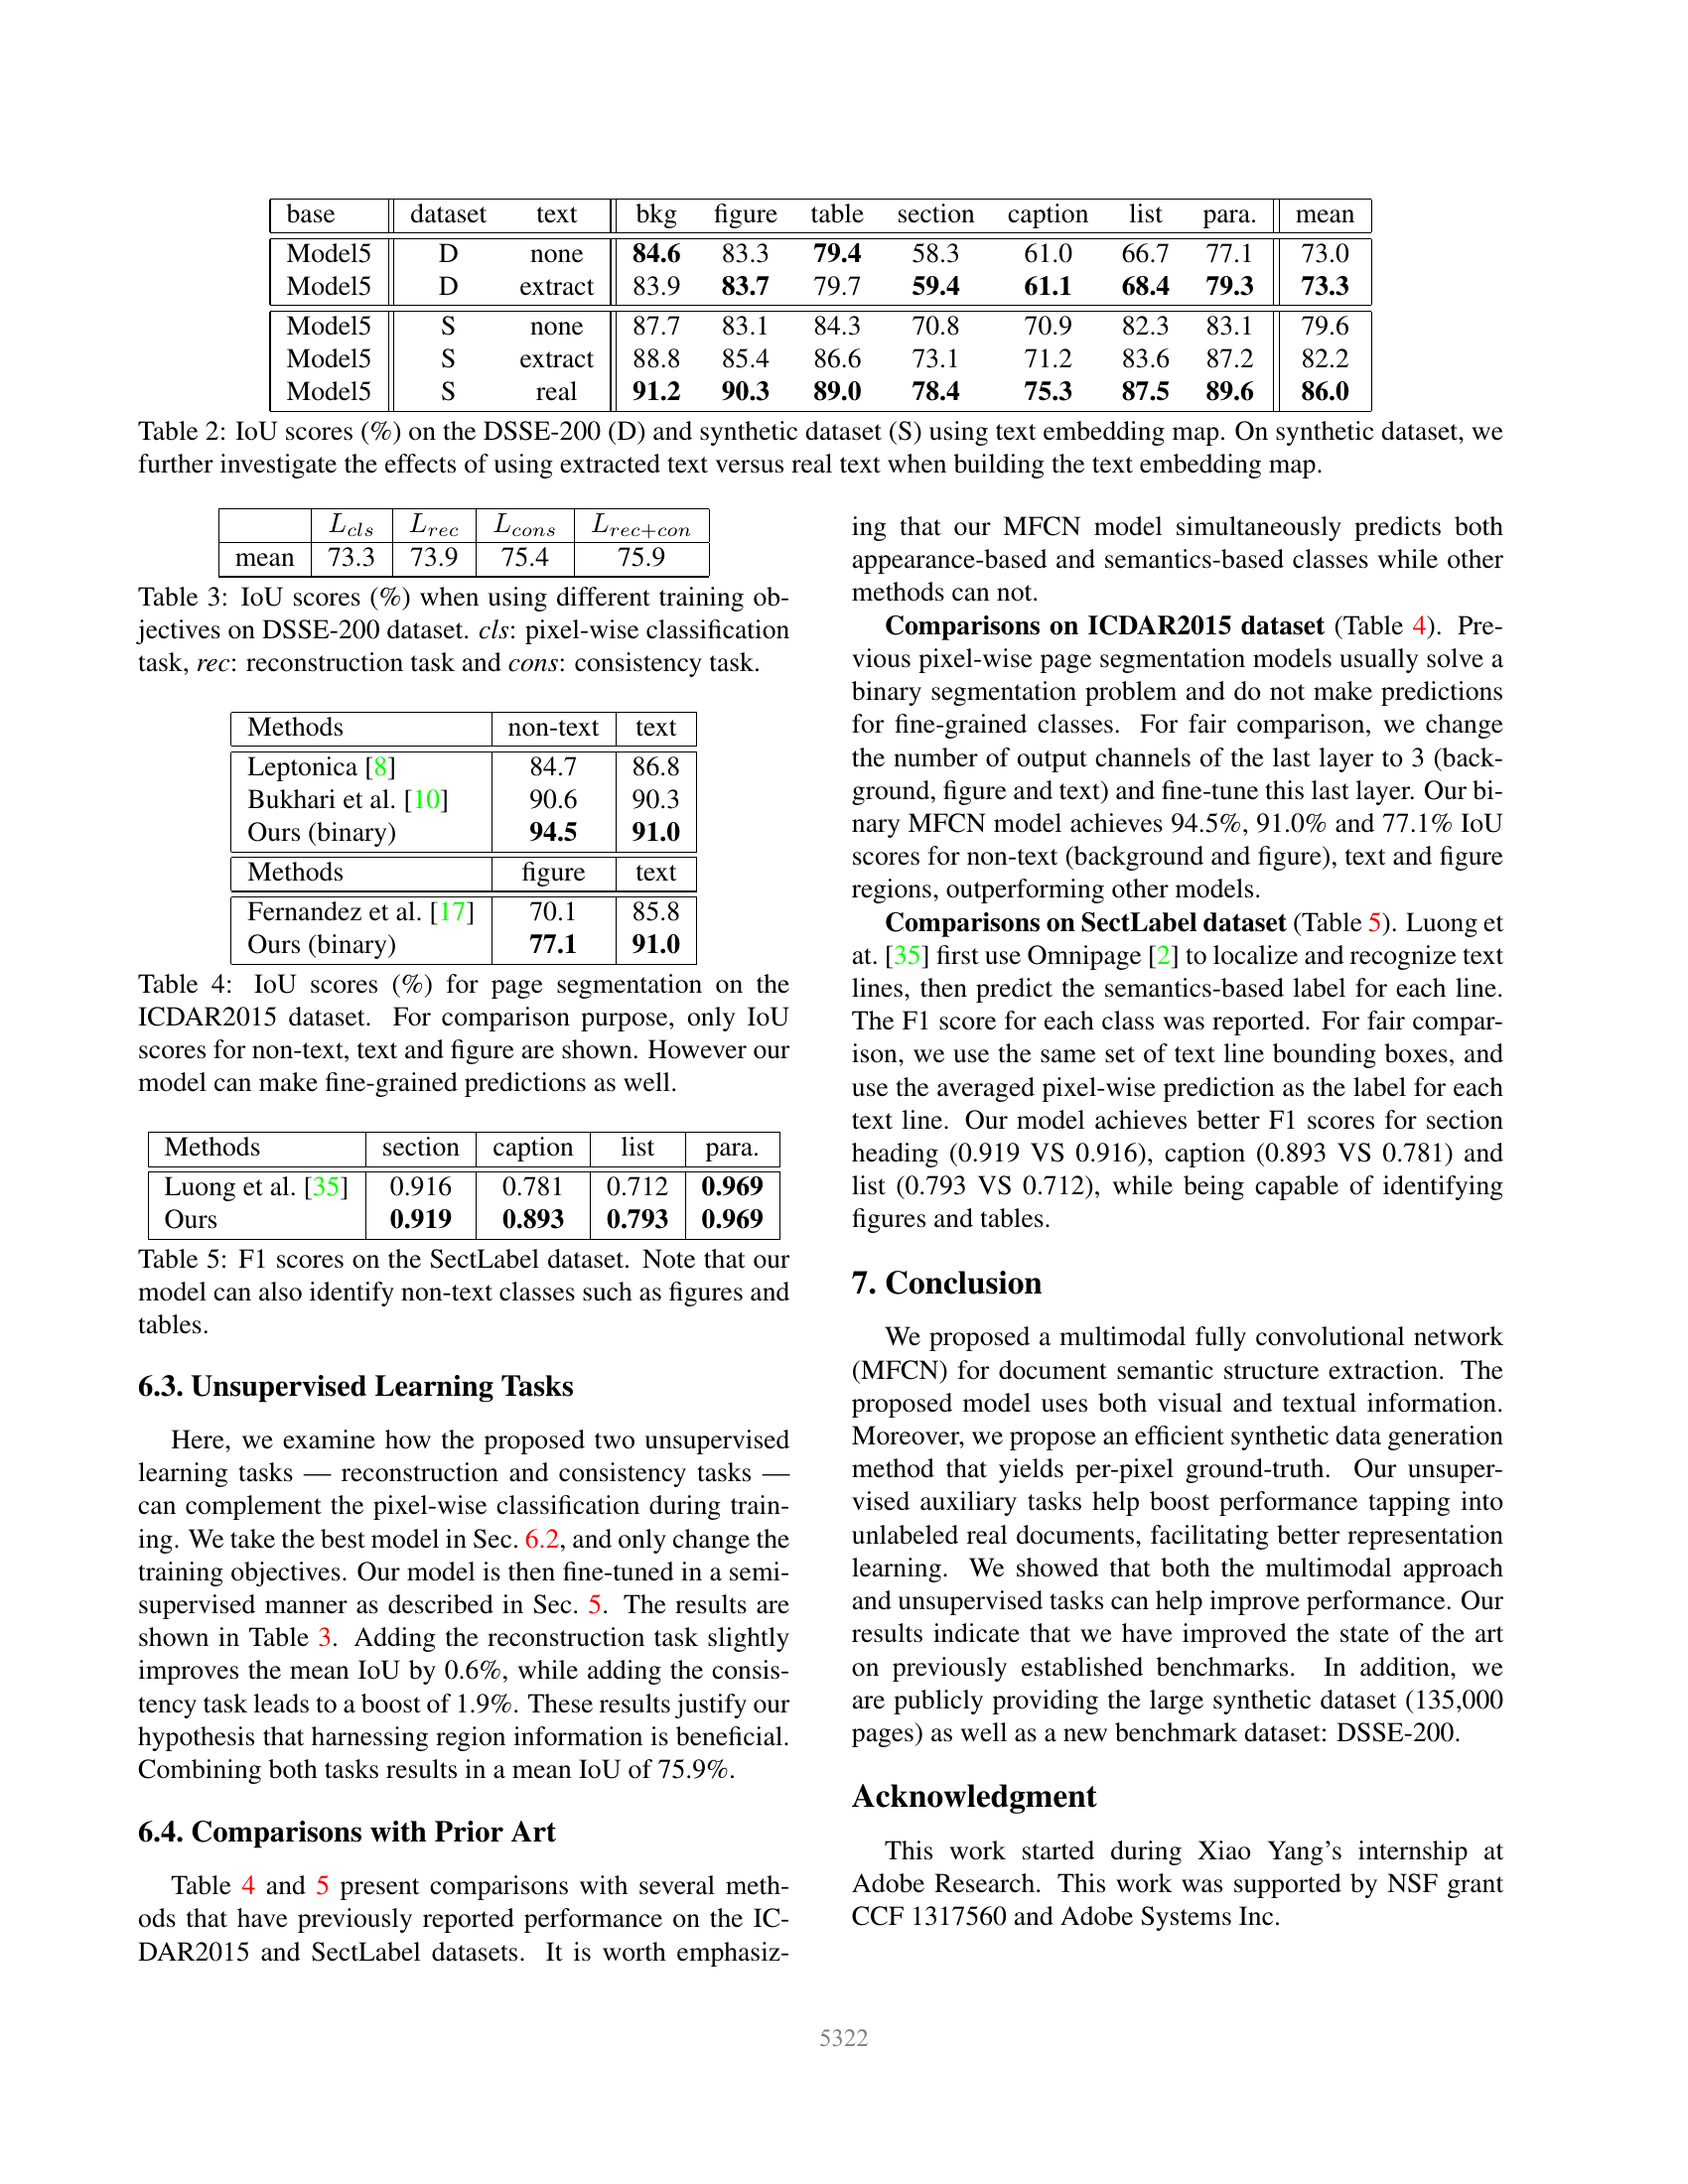 base dataset text bkg figure table section caption list para. mean
Model5 D none 84.6 83.3 79.4 58.3 61.0 66.7 77.1 73.0
Model5 D extract 83.9 83.7 79.7 59.4 61.1 68.4 79.3 73.3
Model5 S none 87.7 83.1 84.3 70.8 70.9 82.3 83.1 79.6
Model5 S extract 88.8 85.4 86.6 73.1 71.2 83.6 87.2 82.2
Model5 S real 91.2 90.3 89.0 78.4 75.3 87.5 89.6 86.0
Table 2: IoU scores (%) on the DSSE-200 (D) and synthetic dataset (S) using text embedding map. On synthetic dataset, we
further investigate the effects of using extracted text versus real text when building the text embedding map.
L_cls L_rec L_cons L_rec+con
mean 73.3 73.9 75.4 75.9
Table 3: IoU scores (%) when using different training ob-
jectives on DSSE-200 dataset. cls: pixel-wise classification
task, rec: reconstruction task and cons: consistency task.
Methods non-text text
Leptonica [8] 84.7 86.8
Bukhari et al. [10] 90.6 90.3
Ours (binary) 94.5 91.0
Methods figure text
Fernandez et al. [17] 70.1 85.8
Ours (binary) 77.1 91.0
Table 4: IoU scores (%) for page segmentation on the
ICDAR2015 dataset. For comparison purpose, only IoU
scores for non-text, text and figure are shown. However our
model can make fine-grained predictions as well.
Methods section caption list para.
Luong et al. [35] 0.916 0.781 0.712 0.969
Ours 0.919 0.893 0.793 0.969
Table 5: F1 scores on the SectLabel dataset. Note that our
model can also identify non-text classes such as figures and
tables.
6.3. Unsupervised Learning Tasks
Here, we examine how the proposed two unsupervised
learning tasks — reconstruction and consistency tasks —
can complement the pixel-wise classification during train-
ing. We take the best model in Sec. 6.2, and only change the
training objectives. Our model is then fine-tuned in a semi-
supervised manner as described in Sec. 5. The results are
shown in Table 3. Adding the reconstruction task slightly
improves the mean IoU by 0.6%, while adding the consis-
tency task leads to a boost of 1.9%. These results justify our
hypothesis that harnessing region information is beneficial.
Combining both tasks results in a mean IoU of 75.9%.
6.4. Comparisons with Prior Art
Table 4 and 5 present comparisons with several meth-
ods that have previously reported performance on the IC-
DAR2015 and SectLabel datasets. It is worth emphasiz-
ing that our MFCN model simultaneously predicts both
appearance-based and semantics-based classes while other
methods can not.
Comparisons on ICDAR2015 dataset (Table 4). Pre-
vious pixel-wise page segmentation models usually solve a
binary segmentation problem and do not make predictions
for fine-grained classes. For fair comparison, we change
the number of output channels of the last layer to 3 (back-
ground, figure and text) and fine-tune this last layer. Our bi-
nary MFCN model achieves 94.5%, 91.0% and 77.1% IoU
scores for non-text (background and figure), text and figure
regions, outperforming other models.
Comparisons on SectLabel dataset (Table 5). Luong et
at. [35] first use Omnipage [2] to localize and recognize text
lines, then predict the semantics-based label for each line.
The F1 score for each class was reported. For fair compar-
ison, we use the same set of text line bounding boxes, and
use the averaged pixel-wise prediction as the label for each
text line. Our model achieves better F1 scores for section
heading (0.919 VS 0.916), caption (0.893 VS 0.781) and
list (0.793 VS 0.712), while being capable of identifying
figures and tables.
7. Conclusion
We proposed a multimodal fully convolutional network
(MFCN) for document semantic structure extraction. The
proposed model uses both visual and textual information.
Moreover, we propose an efficient synthetic data generation
method that yields per-pixel ground-truth. Our unsuper-
vised auxiliary tasks help boost performance tapping into
unlabeled real documents, facilitating better representation
learning. We showed that both the multimodal approach
and unsupervised tasks can help improve performance. Our
results indicate that we have improved the state of the art
on previously established benchmarks. In addition, we
are publicly providing the large synthetic dataset (135,000
pages) as well as a new benchmark dataset: DSSE-200.
Acknowledgment
This work started during Xiao Yang's internship at
Adobe Research. This work was supported by NSF grant
CCF 1317560 and Adobe Systems Inc.
5322